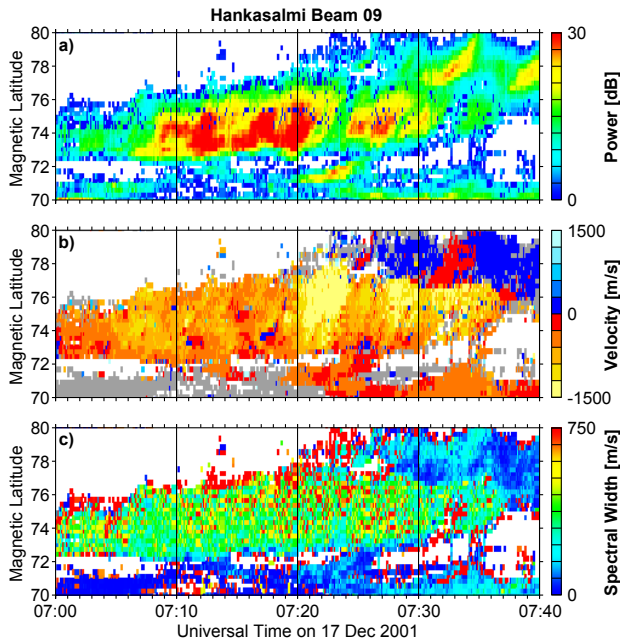 Hankasalmi Beam 09
a)
80
78
76
74
72
70
Magnetic Latitude
30
0
Power [dB]
b)
80
78
76
74
72
70
Magnetic Latitude
1500
0
-1500
Velocity [m/s]
c)
80
78
76
74
72
70
Magnetic Latitude
750
0
Spectral Width [m/s]
07:00 07:10 07:20 07:30 07:40
Universal Time on 17 Dec 2001